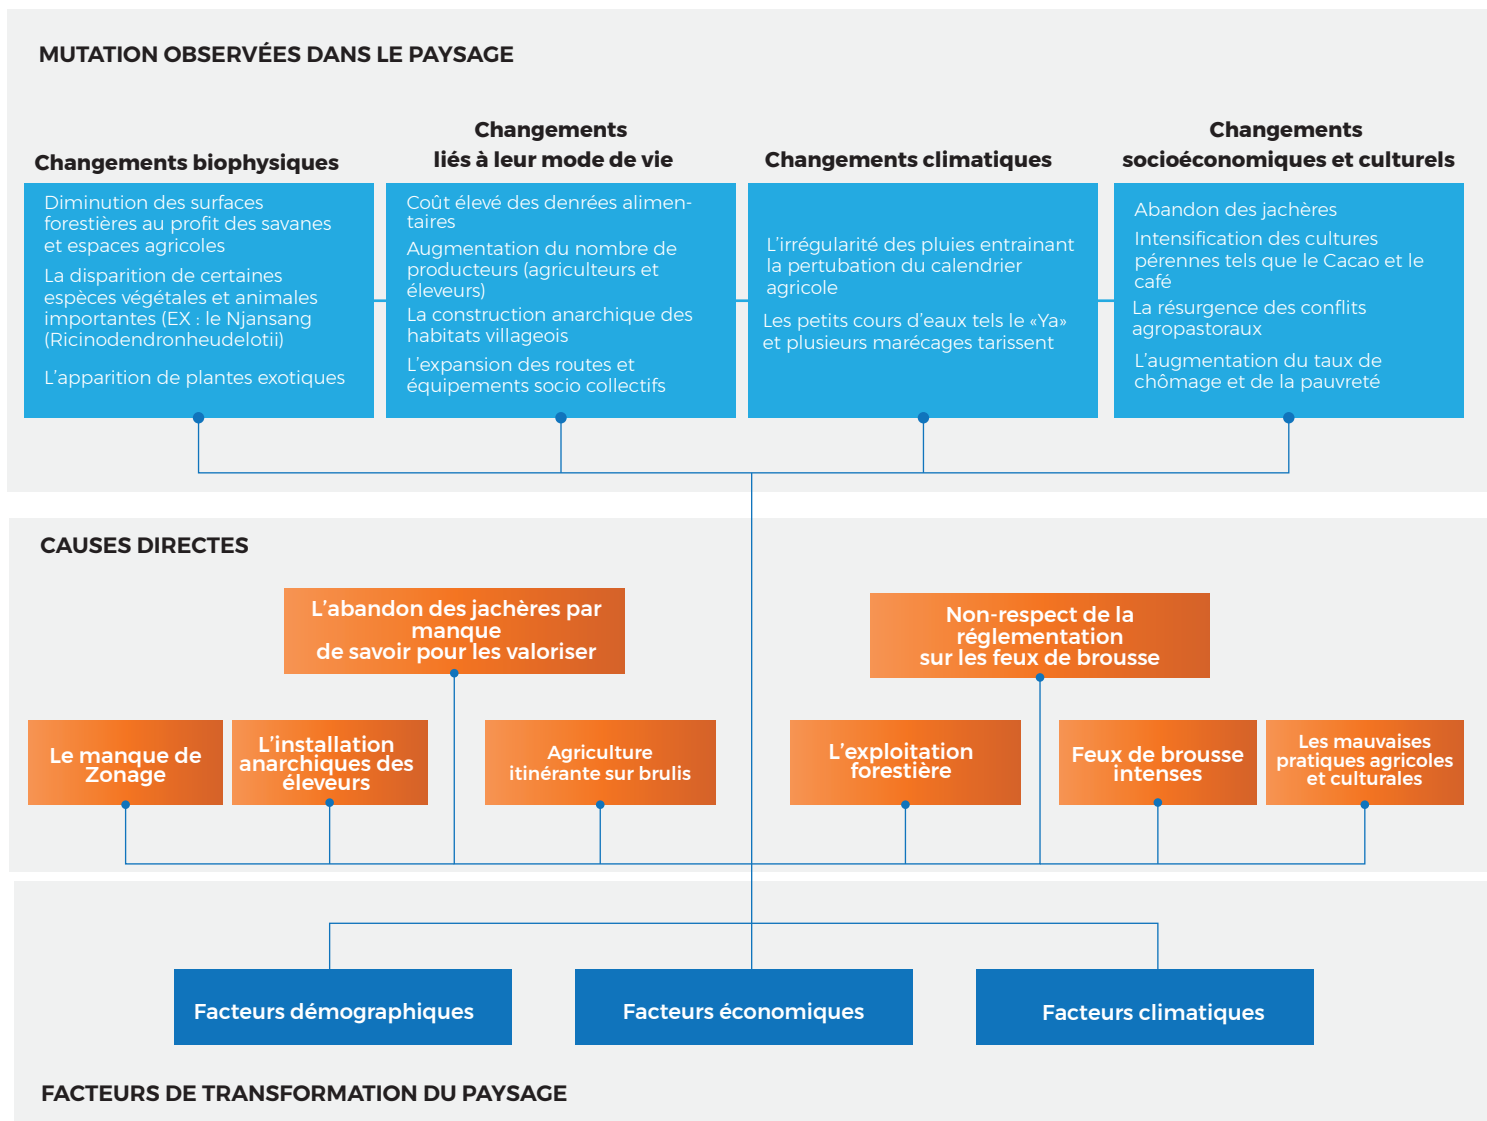 MUTATION OBSERVÉES DANS LE PAYSAGE
Changements biophysiques
Diminution des surfaces
forestières au profit des savanes
et espaces agricoles
La disparition de certaines
espèces végétales et animales
importantes (EX : le Njansang
(Ricinodendronheudelotii)
L'apparition de plantes exotiques
Changements
liés à leur mode de vie
Coût élevé des denrées alimen-
taires
Augmentation du nombre de
producteurs (agriculteurs et
éleveurs)
La construction anarchique des
habitats villageois
L'expansion des routes et
équipements socio collectifs
Changements climatiques
L'irrégularité des pluies entrainant
la pertubation du calendrier
agricole
Les petits cours d'eaux tels le «Ya»
et plusieurs marécages tarissent
Changements
socioéconomiques et culturels
Abandon des jachères
Intensification des cultures
pérennes tels que le Cacao et le
café
La résurgence des conflits
agropastoraux
L'augmentation du taux de
chômage et de la pauvreté
CAUSES DIRECTES
L'abandon des jachères par
manque
de savoir pour les valoriser
Non-respect de la
réglementation
sur les feux de brousse
Le manque de
Zonage
L'installation
anarchiques des
éleveurs
Agriculture
itinérante sur brulis
L'exploitation
forestière
Feux de brousse
intenses
Les mauvaises
pratiques agricoles
et culturales
Facteurs démographiques
Facteurs économiques
Facteurs climatiques
FACTEURS DE TRANSFORMATION DU PAYSAGE